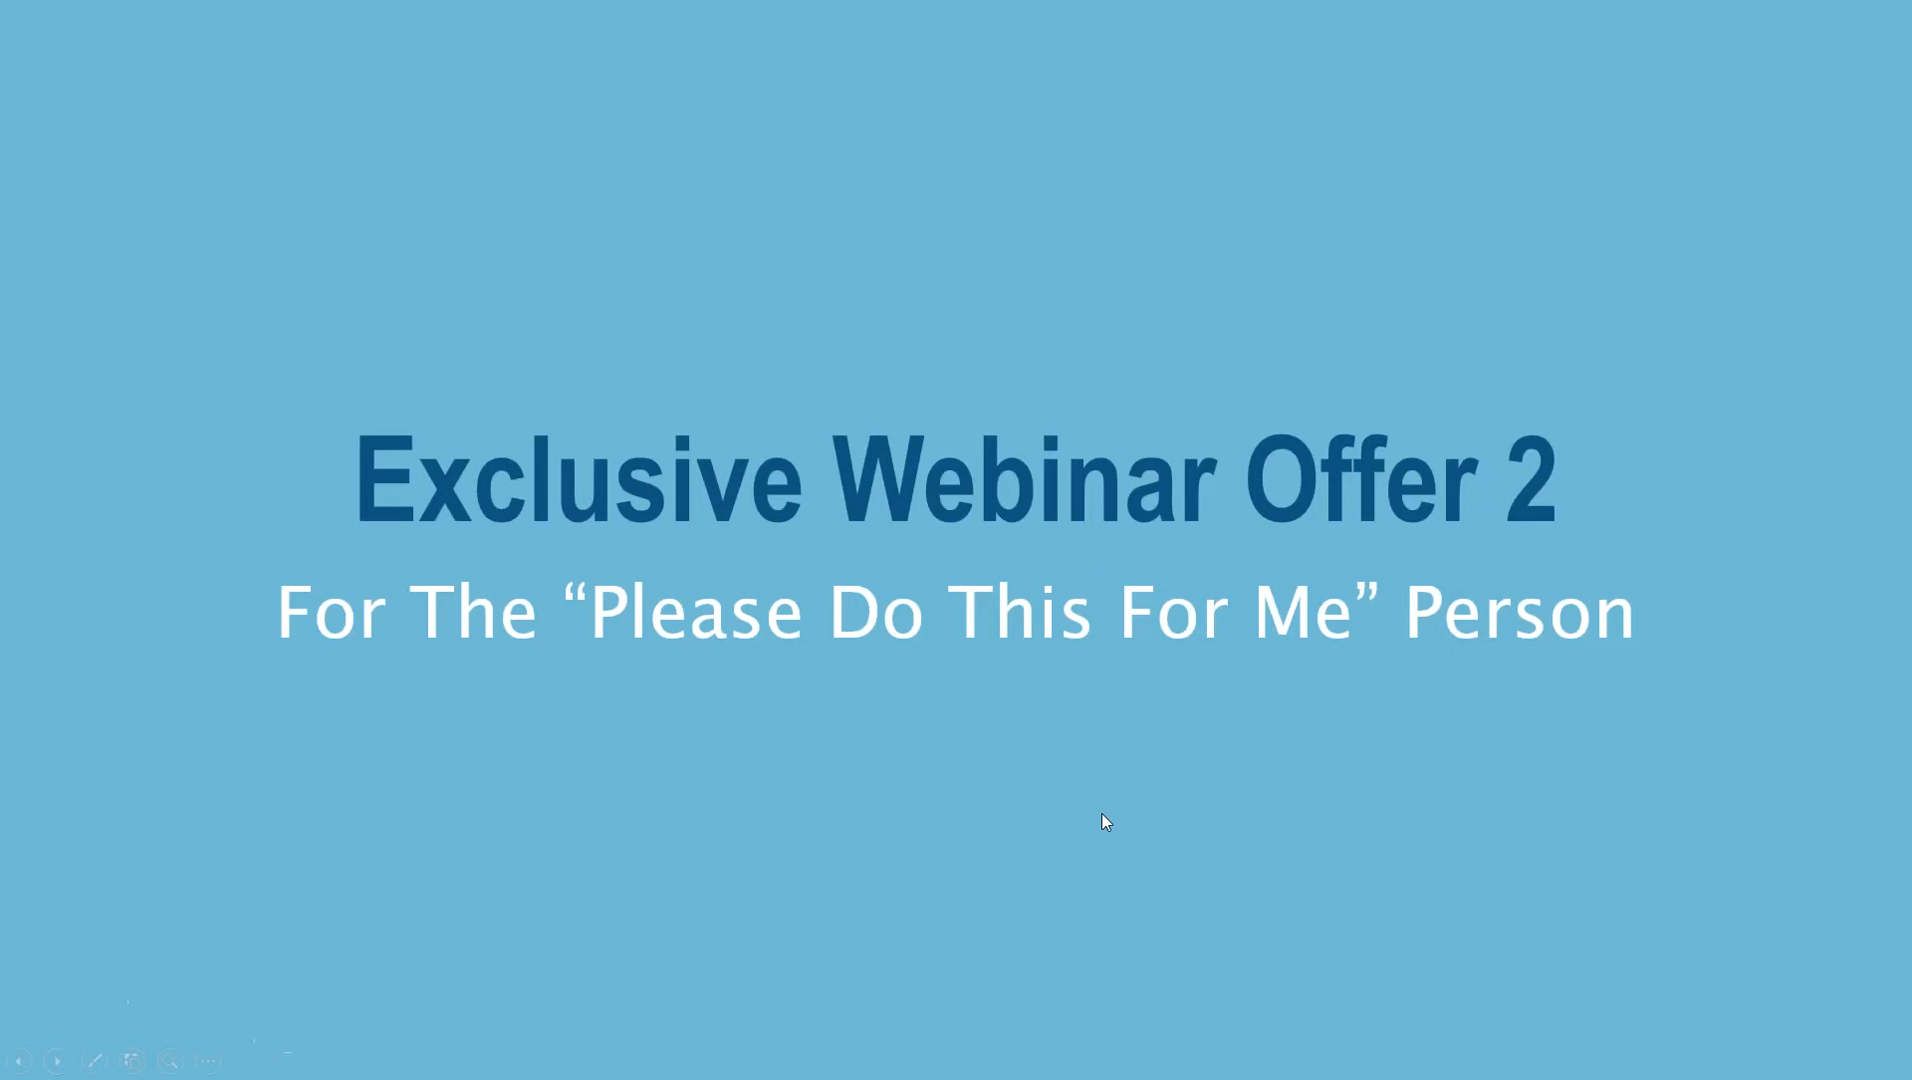 Exclusive Webinar Offer 2
For The “Please Do This For Me” Person